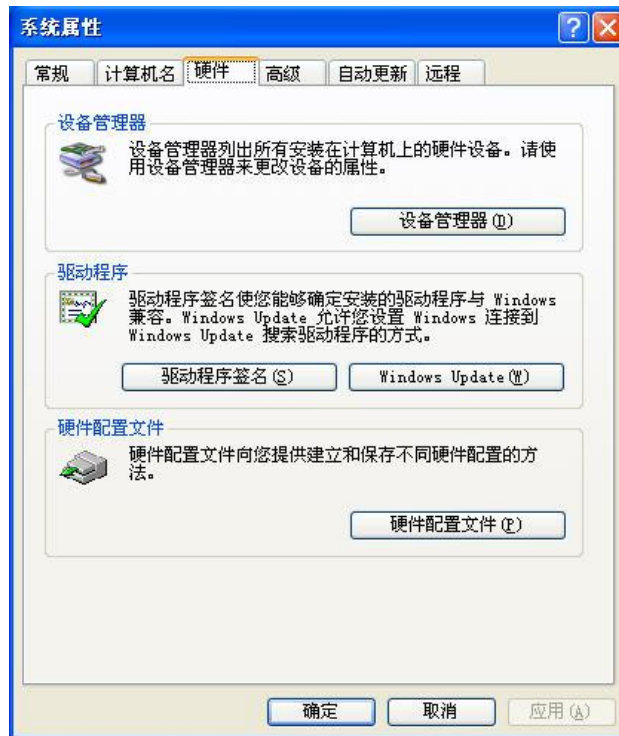 系统属性
常规 计算机名 硬件 高级 自动更新 远程
设备管理器
设备管理器列出所有安装在计算机上的硬件设备。请使
用设备管理器来更改设备的属性。
设备管理器(D)
驱动程序
驱动程序签名使您能够确定安装的驱动程序与 Windows
兼容。Windows Update 允许您设置 Windows 连接到
Windows Update 搜索驱动程序的方式。
驱动程序签名(S) Windows Update(W)
硬件配置文件
硬件配置文件向您提供建立和保存不同硬件配置的方
法。
硬件配置文件(P)
确定 取消 应用(A)